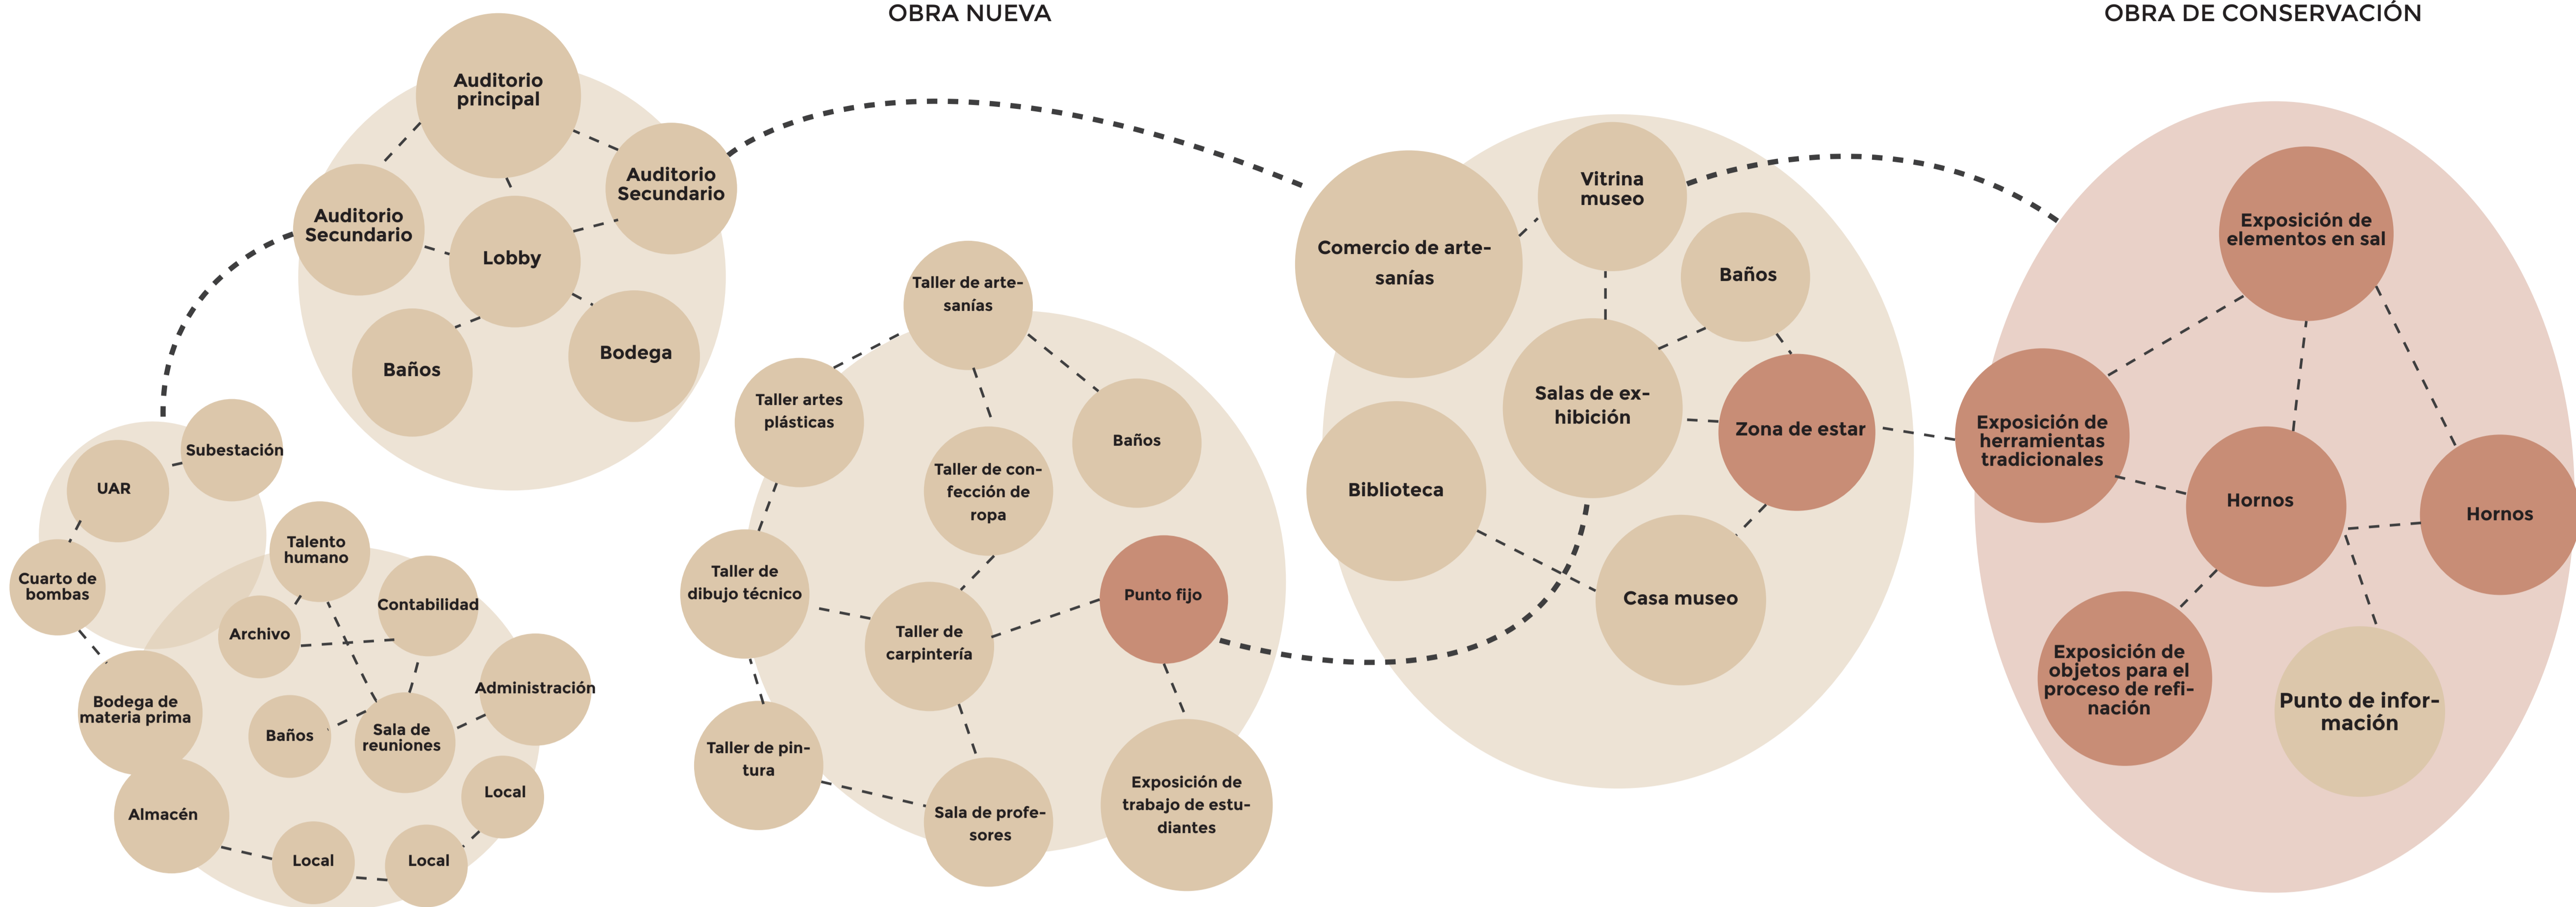 OBRA NUEVA
OBRA DE CONSERVACIÓN
Auditorio
principal
Auditorio
Secundario
Auditorio
Secundario
Lobby
Baños
Bodega
Subestación
UAR
Cuarto de
bombas
Talento
humano
Contabilidad
Archivo
Administración
Bodega de
materia prima
Baños
Sala de
reuniones
Almacén
Local
Local
Local
Taller de arte-
sanías
Taller artes
plásticas
Baños
Taller de con-
fección de
ropa
Taller de
dibujo técnico
Punto fijo
Taller de
carpintería
Taller de pin-
tura
Sala de profe-
sores
Exposición de
trabajo de estu-
diantes
Vitrina
museo
Comercio de arte-
sanías
Baños
Salas de ex-
hibición
Zona de estar
Biblioteca
Casa museo
Exposición de
elementos en sal
Exposición de
herramientas
tradicionales
Hornos
Hornos
Exposición de
objetos para el
proceso de refi-
nación
Punto de infor-
mación